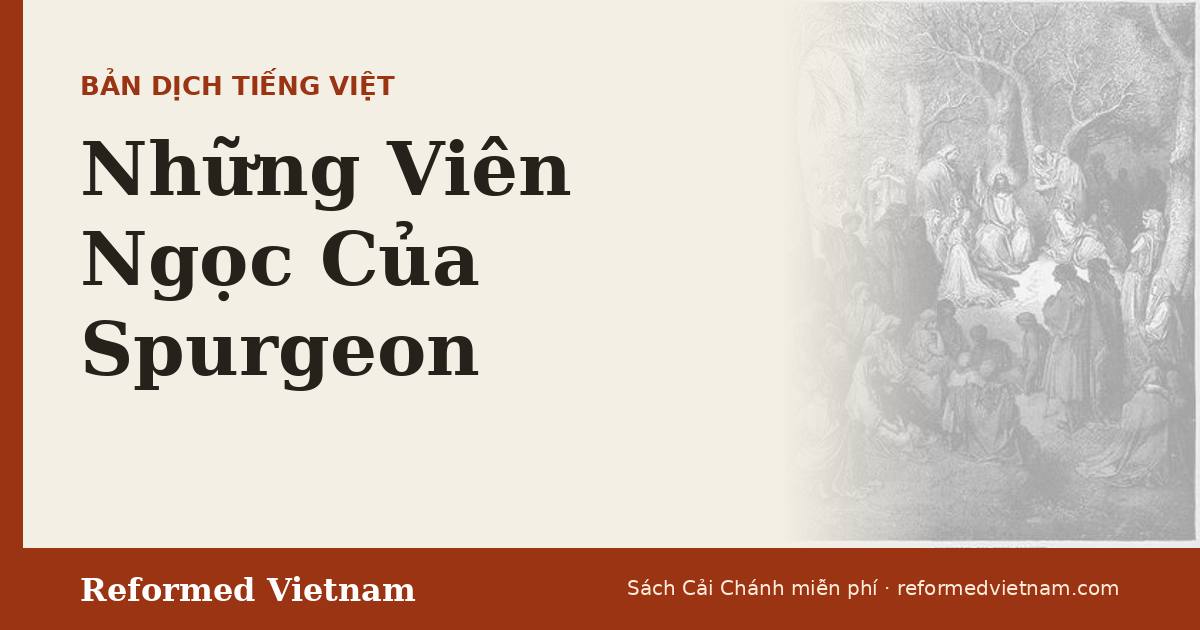 BẢN DỊCH TIẾNG VIỆT
Những Viên
Ngọc Của
Spurgeon
Reformed Vietnam
Sách Cải Chánh miễn phí · reformedvietnam.com